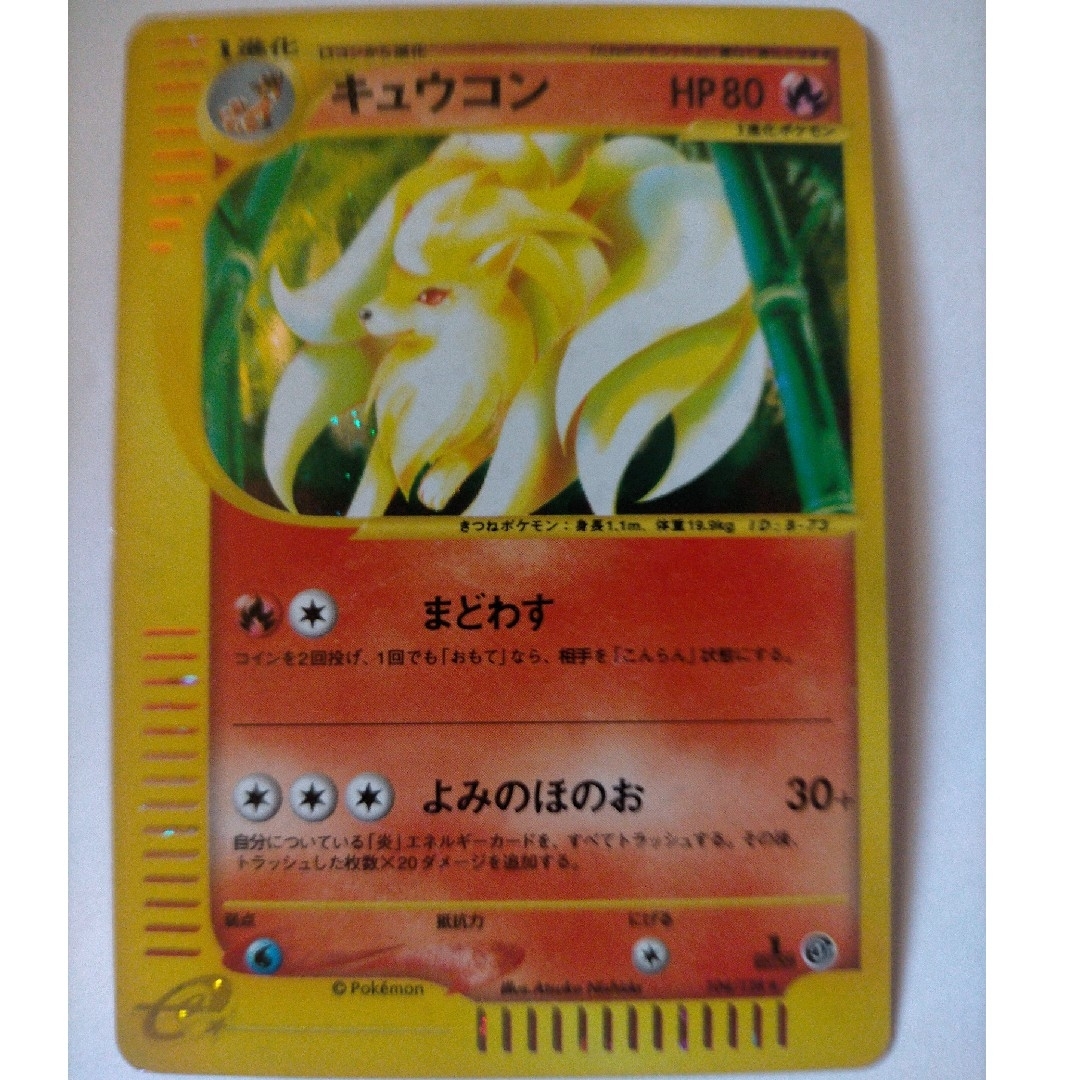 1進化
ロコンから進化
キュウコン
HP80
1進化ポケモン
きつねポケモン：身長1.1m、体重19.9kg ID：B-73
まどわす
コインを2回投げ、1回でも「おもて」なら、相手を「こんらん」状態にする。
よみのほのお 30+
自分についている「炎」エネルギーカードを、すべてトラッシュする。その後、
トラッシュした枚数×20ダメージを追加する。
弱点 抵抗力 にげる
©Pokémon illus. Atsuko Nishida